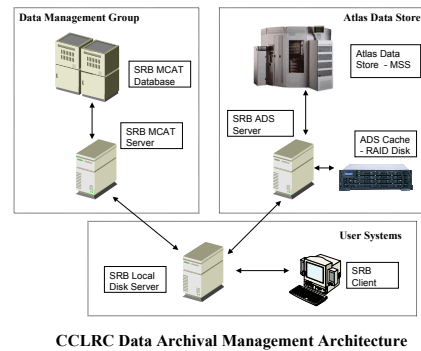 Data Management Group
SRB MCAT
Database
SRB MCAT
Server
Atlas Data Store
Atlas Data
Store - MSS
SRB ADS
Server
ADS Cache
- RAID Disk
User Systems
SRB Local
Disk Server
SRB
Client
CCLRC Data Archival Management Architecture